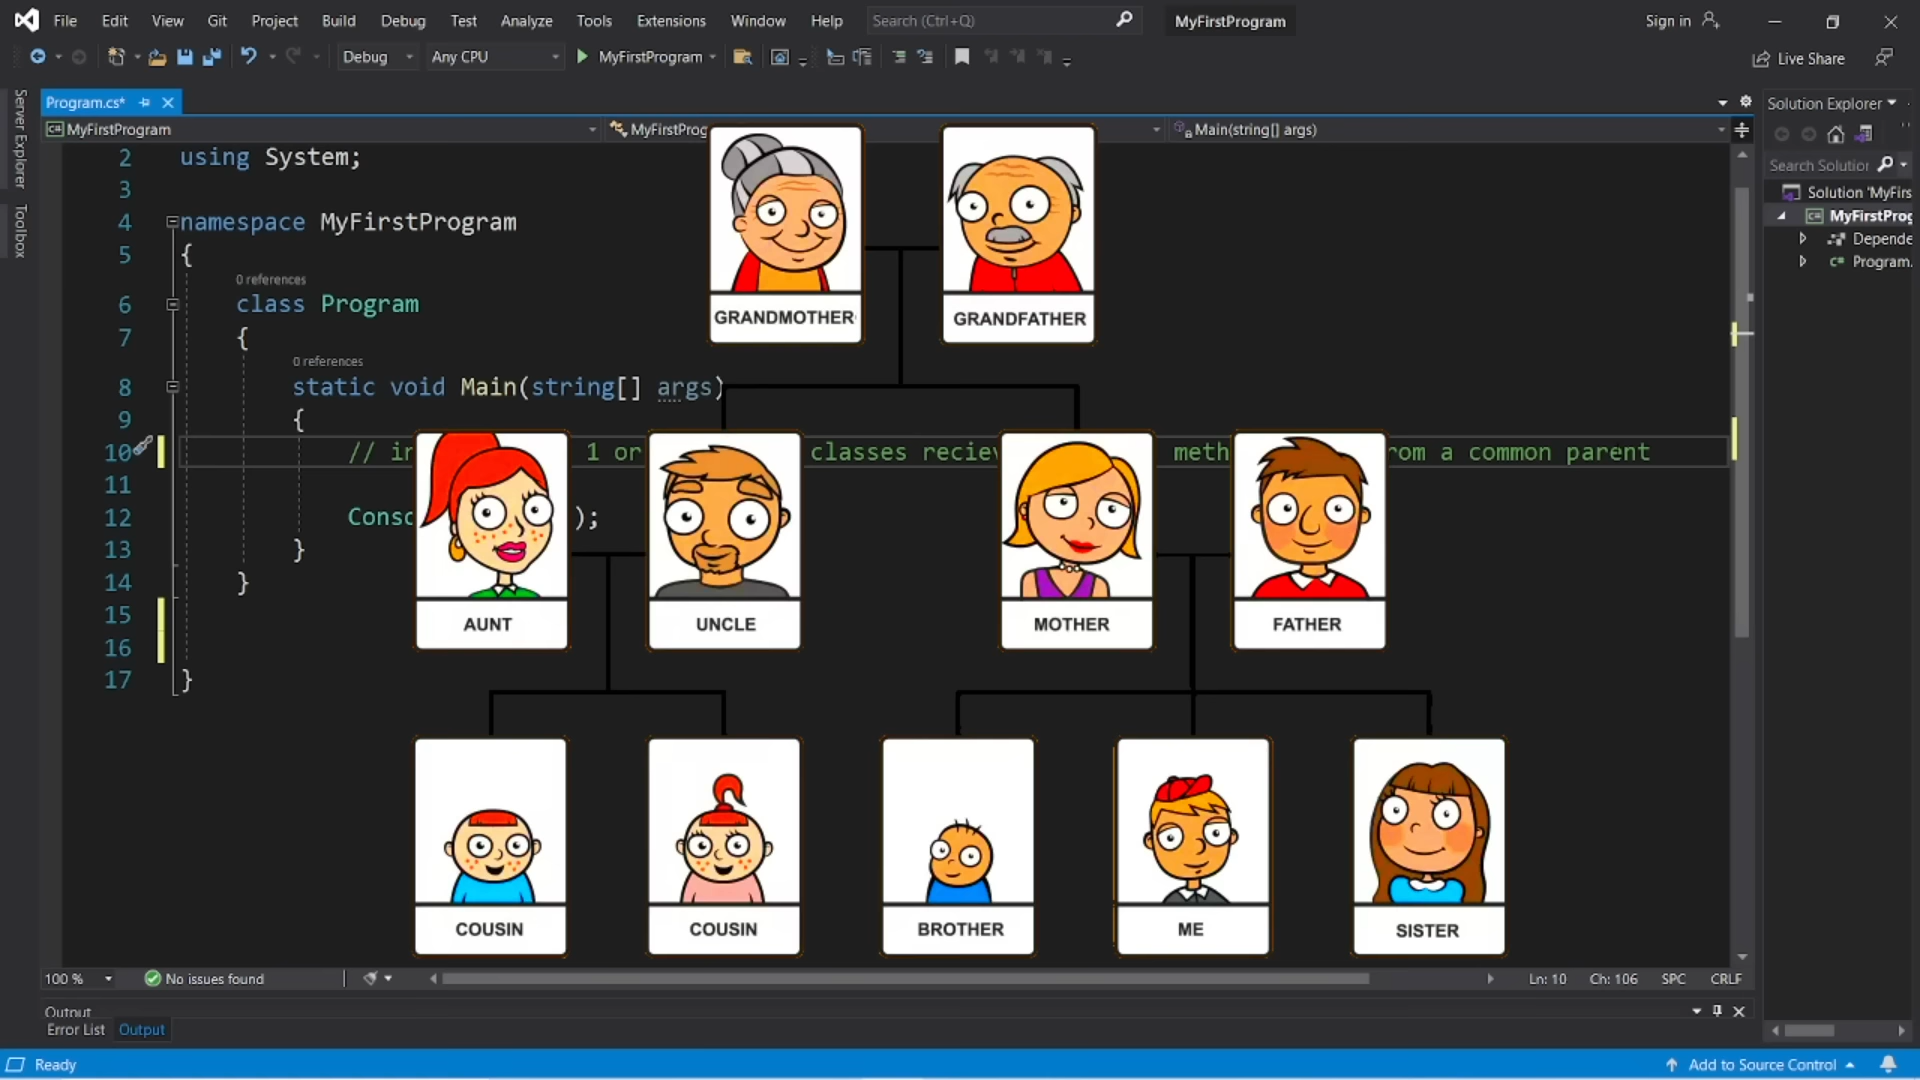 File Edit View Git Project Build Debug Test Analyze Tools Extensions Window Help Search (Ctrl+Q) MyFirstProgram Sign in
Debug Any CPU MyFirstProgram Live Share
Server Explorer
Toolbox
Program.cs*
MyFirstProgram MyFirstProg Main(string[] args)
2 using System;
3
4 namespace MyFirstProgram
5 {
0 references
6 class Program
7 {
0 references
8 static void Main(string[] args)
9 {
10 // in 1 or classes reciev meth rom a common parent
11
12 Conso );
13 }
14 }
15
16
17 }
GRANDMOTHER
GRANDFATHER
AUNT
UNCLE
MOTHER
FATHER
COUSIN
COUSIN
BROTHER
ME
SISTER
Solution Explorer
Search Solution
Solution 'MyFirs
MyFirstProg
Depende
Program.
100 % No issues found Ln: 10 Ch: 106 SPC CRLF
Output
Error List Output
Ready Add to Source Control